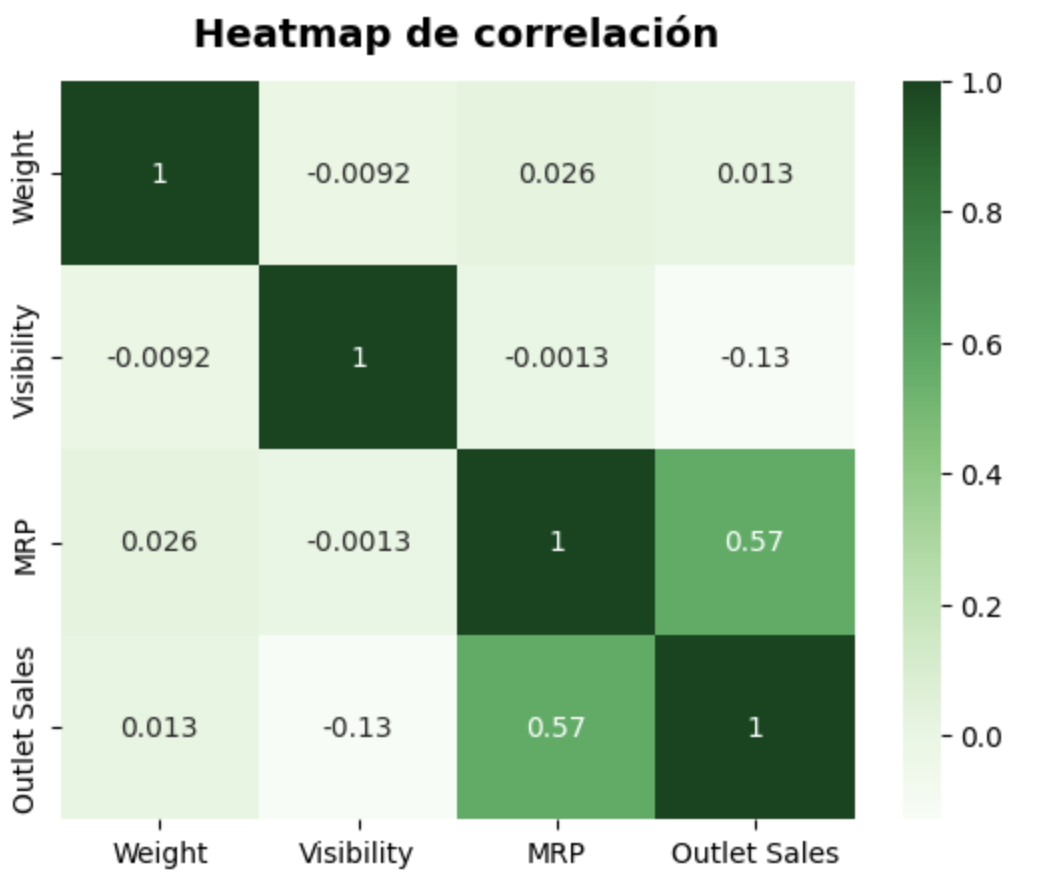 Heatmap de correlación
Weight 1 -0.0092 0.026 0.013
Visibility -0.0092 1 -0.0013 -0.13
MRP 0.026 -0.0013 1 0.57
Outlet Sales 0.013 -0.13 0.57 1
Weight Visibility MRP Outlet Sales
1.0
0.8
0.6
0.4
0.2
0.0